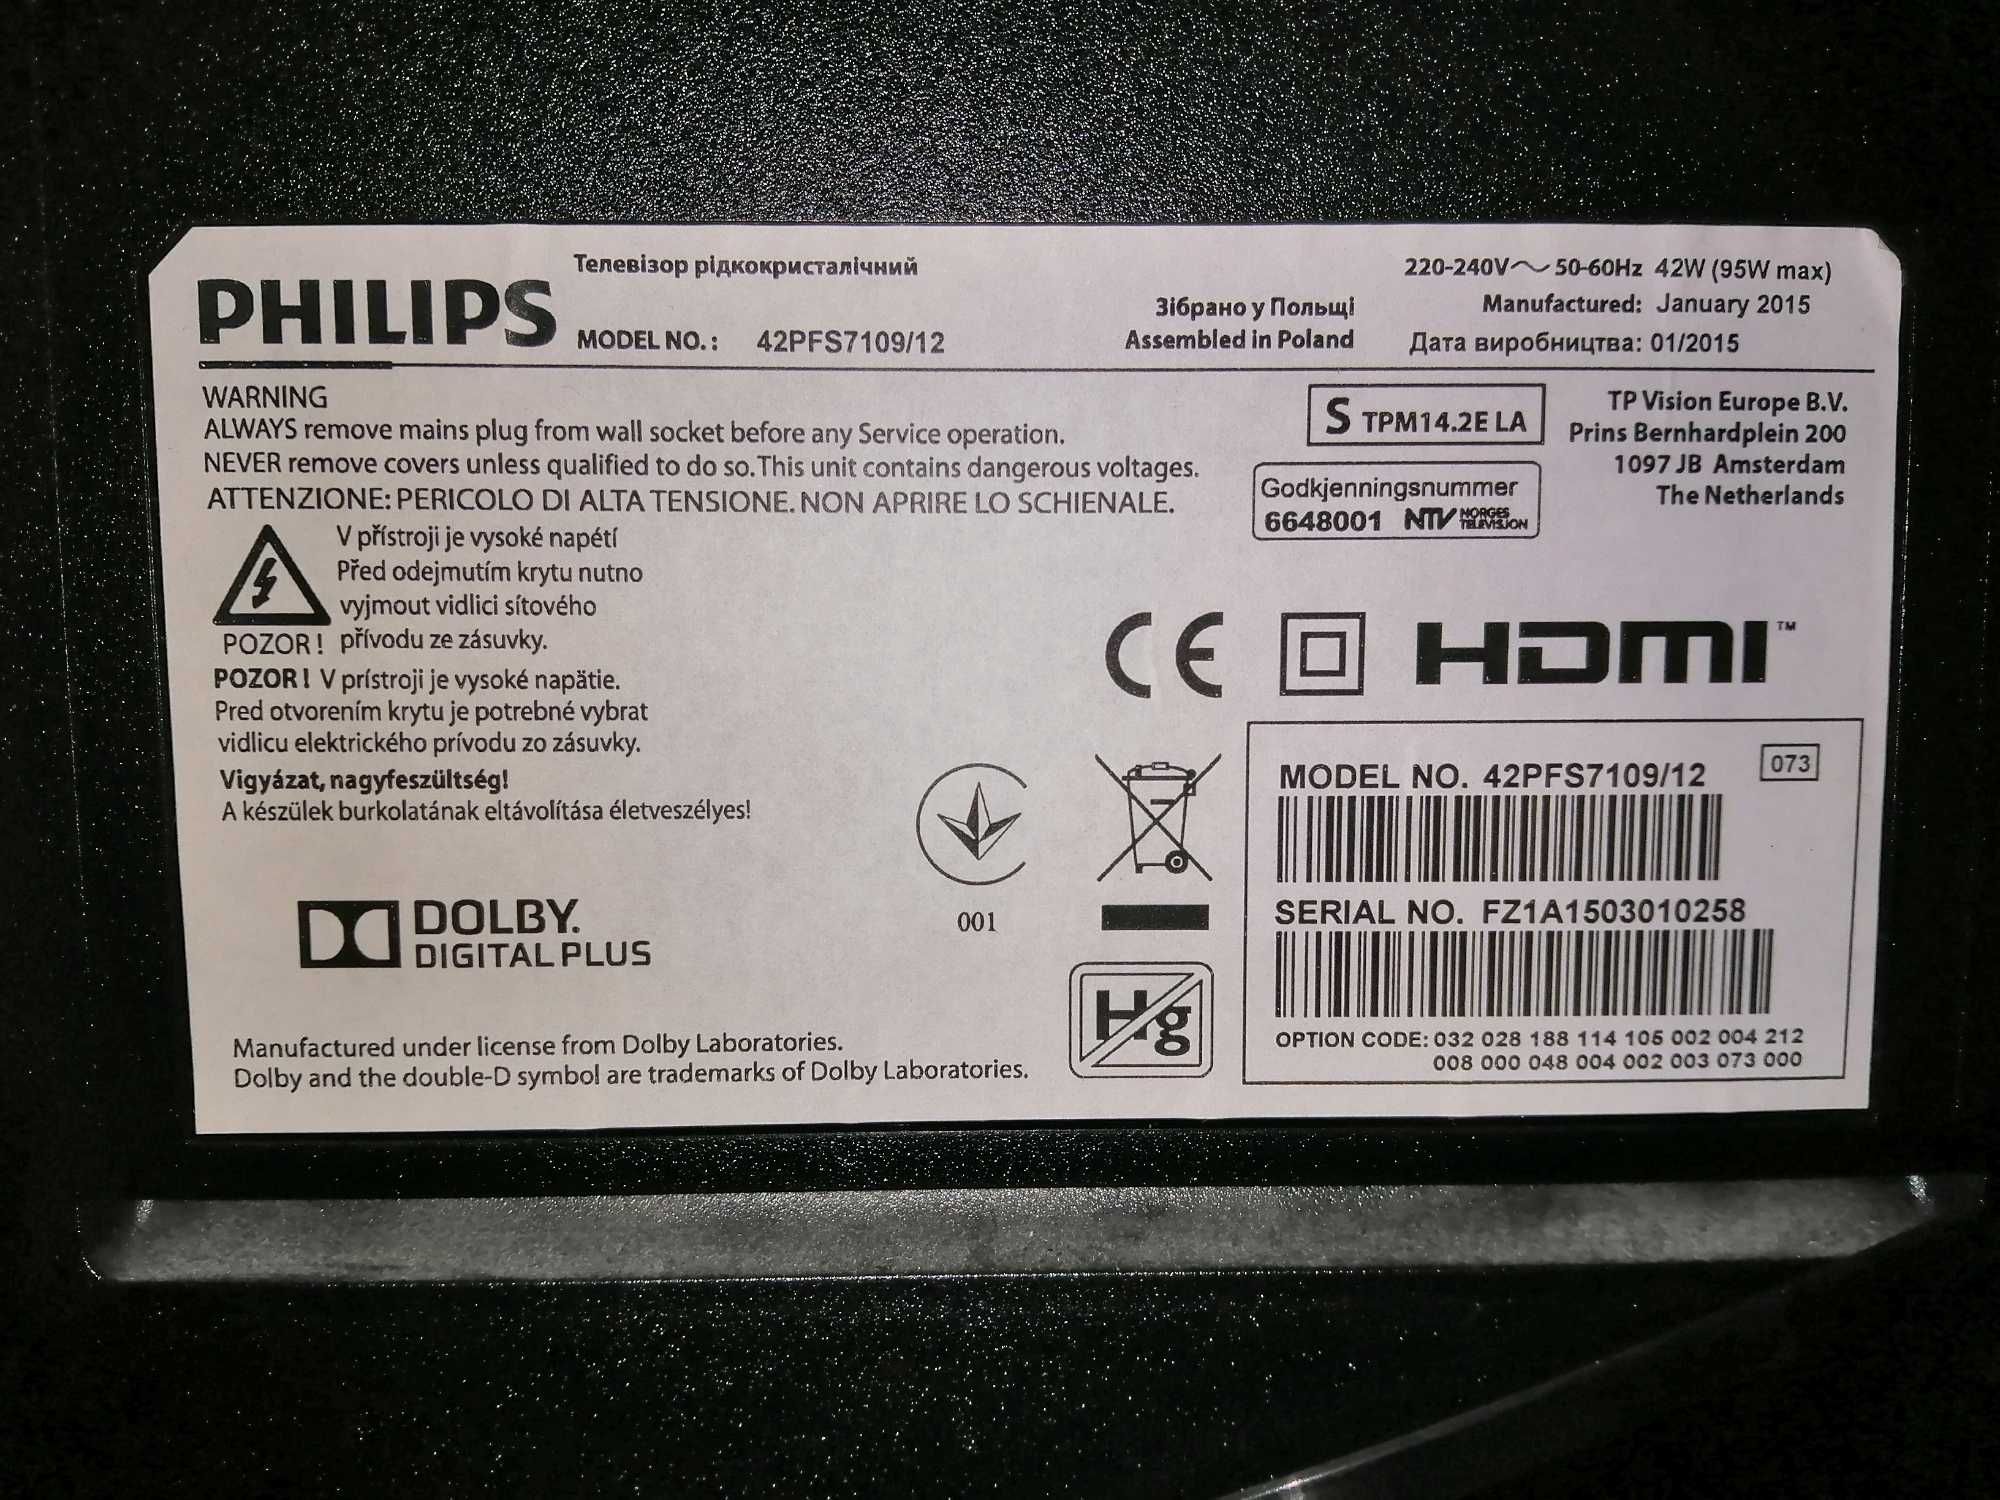 Телевізор рідкокристалічний
PHILIPS
MODEL NO.: 42PFS7109/12
Зібрано у Польщі
Assembled in Poland
220-240V~ 50-60Hz 42W (95W max)
Manufactured: January 2015
Дата виробництва: 01/2015
WARNING
ALWAYS remove mains plug from wall socket before any Service operation.
NEVER remove covers unless qualified to do so. This unit contains dangerous voltages.
ATTENZIONE: PERICOLO DI ALTA TENSIONE. NON APRIRE LO SCHIENALE.
S TPM14.2E LA
TP Vision Europe B.V.
Prins Bernhardplein 200
1097 JB Amsterdam
The Netherlands
Godkjenningsnummer
6648001 NTV NORGES TELEVISJON
V přístroji je vysoké napétí
Před odejmutím krytu nutno
vyjmout vidlici sítového
POZOR! přívodu ze zásuvky.
POZOR! V prístroji je vysoké napätie.
Pred otvorením krytu je potrebné vybrat
vidlicu elektrického prívodu zo zásuvky.
Vigyázat, nagyfeszültség!
A készülek burkolatának eltávolítása életveszélyes!
CE
HDMI™
001
DOLBY.
DIGITAL PLUS
Hg
Manufactured under license from Dolby Laboratories.
Dolby and the double-D symbol are trademarks of Dolby Laboratories.
MODEL NO. 42PFS7109/12
073
SERIAL NO. FZ1A1503010258
OPTION CODE: 032 028 188 114 105 002 004 212
008 000 048 004 002 003 073 000